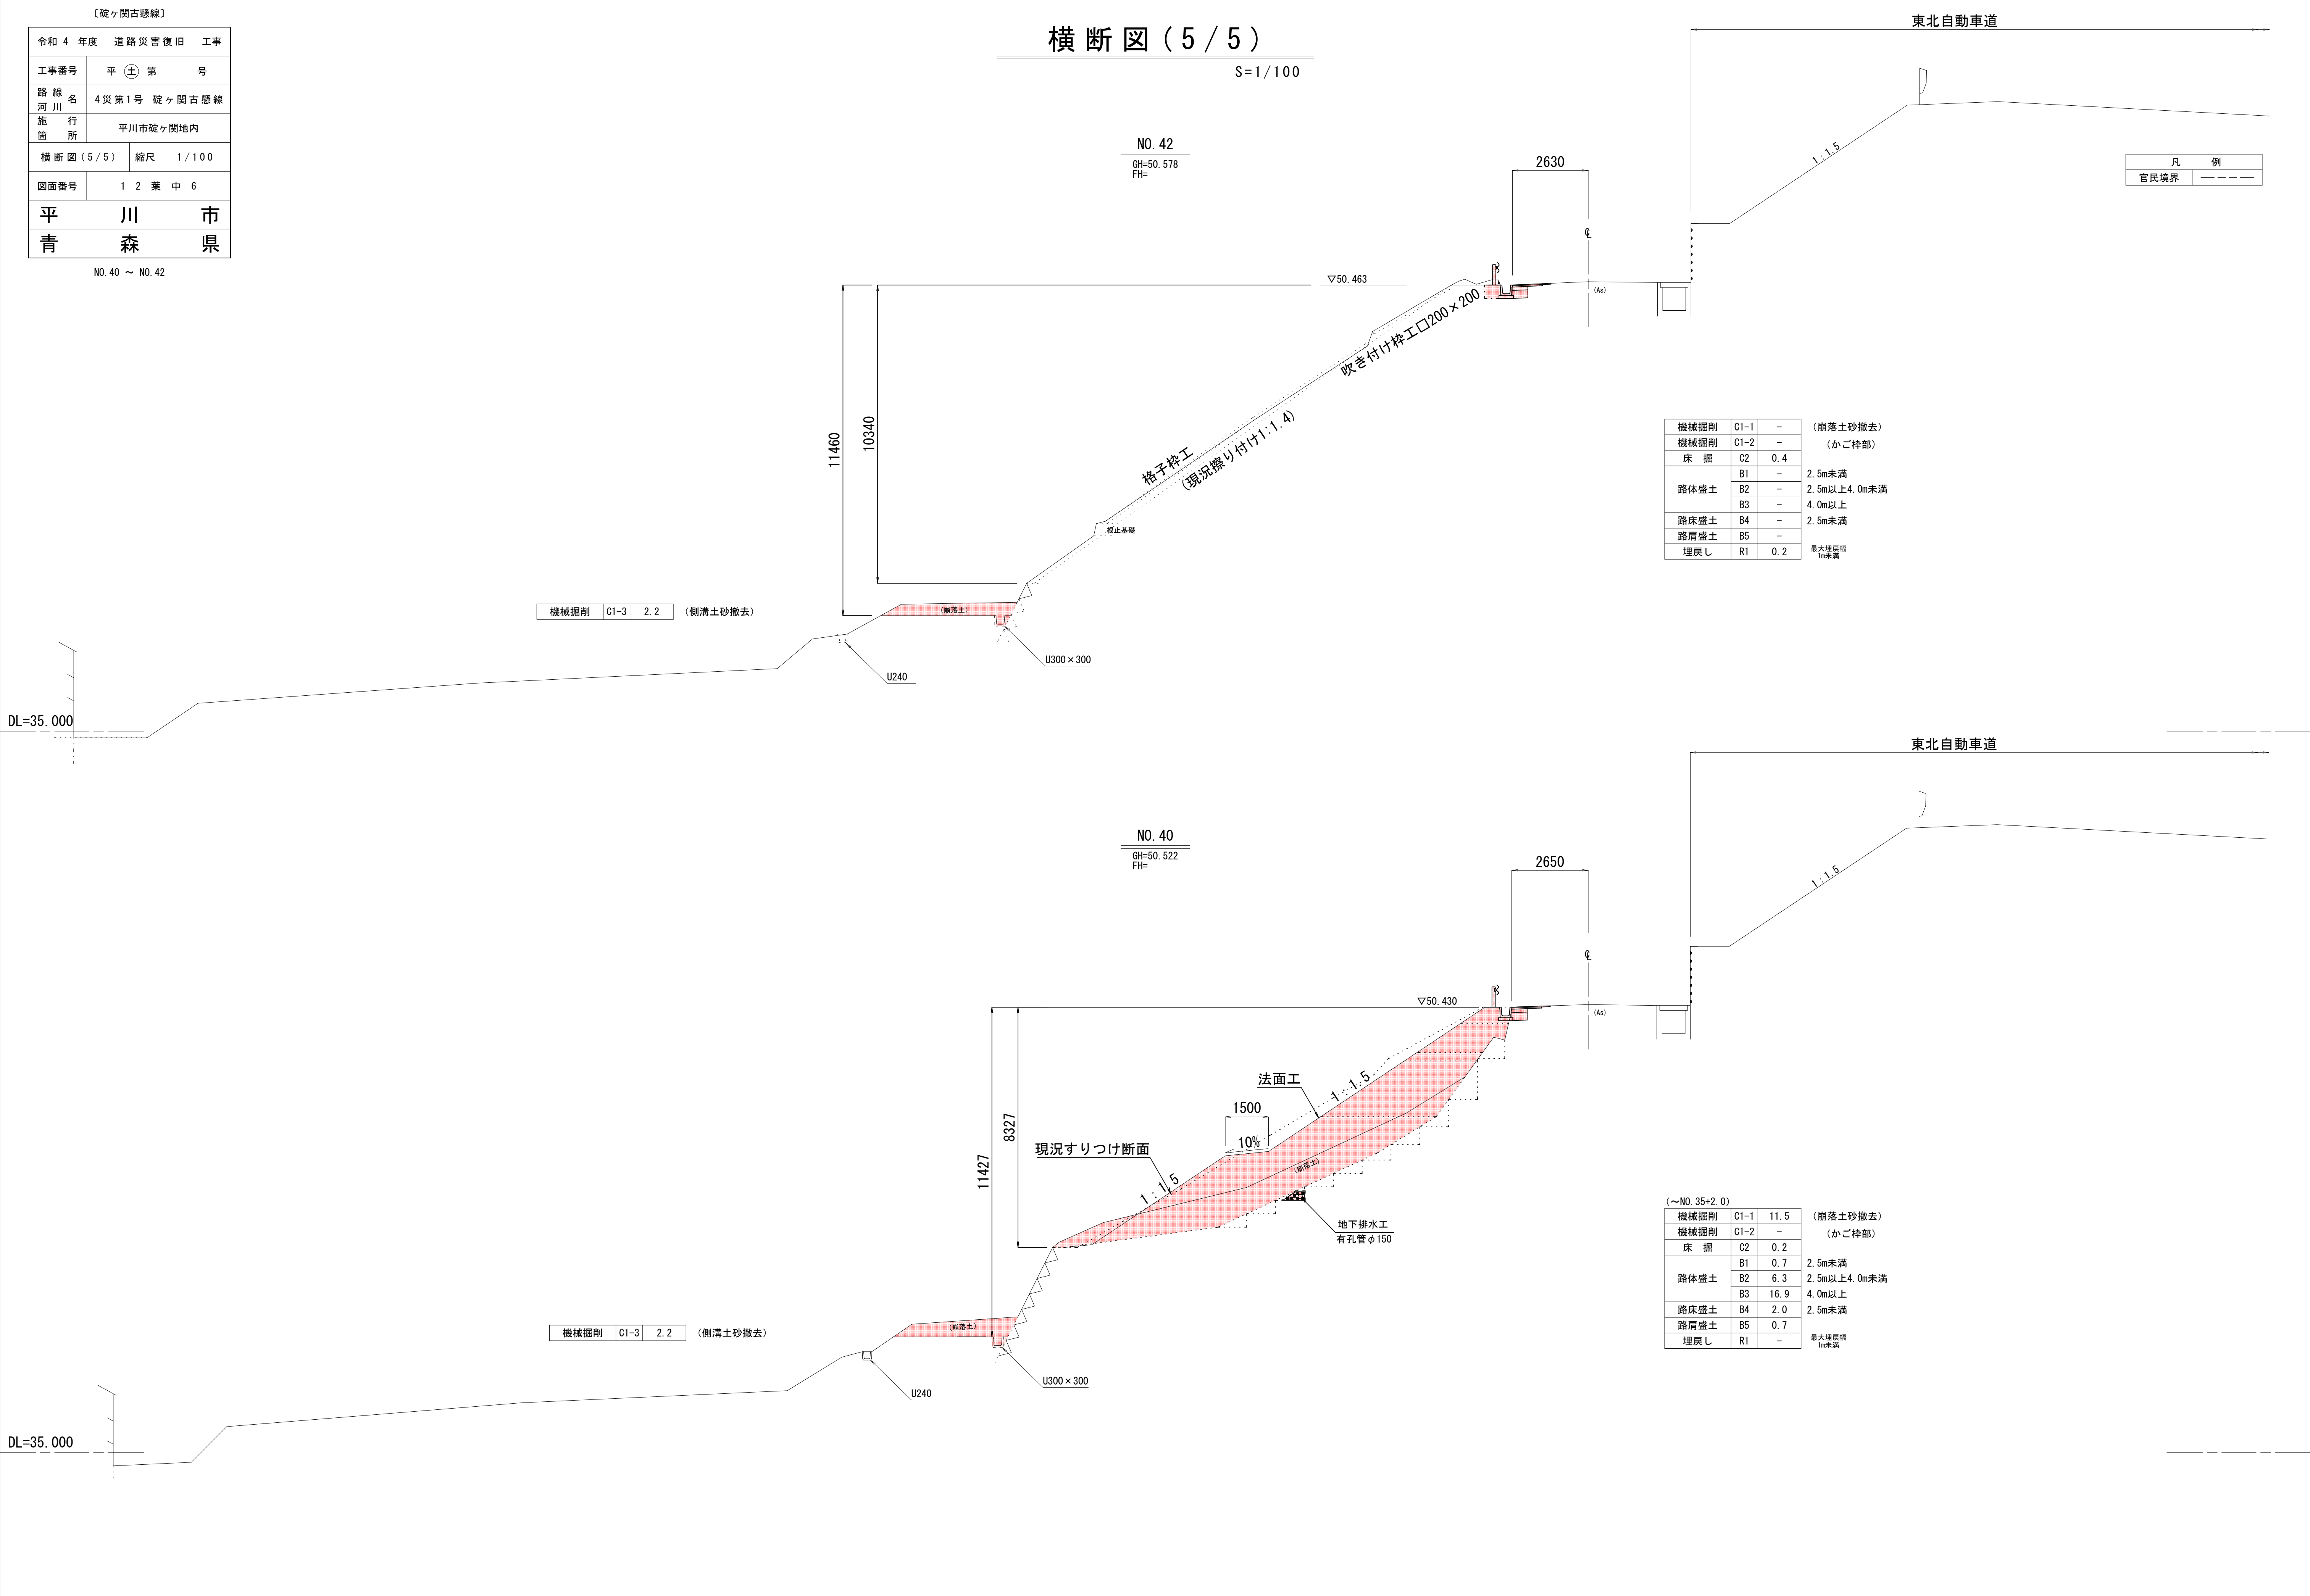 〔碇ヶ関古懸線〕
令和 4 年度 道路災害復旧 工事
工事番号 平 土 第 号
路線河川名 4災第1号 碇ヶ関古懸線
施行箇所 平川市碇ヶ関地内
横断図(5/5) 縮尺 1/100
図面番号 12葉中6
平川市
青森県
NO.40 ～ NO.42
横断図(5/5)
S=1/100
東北自動車道
1:1.5
凡例
官民境界
NO.42
GH=50.578
FH=
2630
CL
(As)
▽50.463
11460
10340
吹き付け枠工□200×200
格子枠工
(現況擦り付け1:1.4)
根止基礎
機械掘削 C1-1 - (崩落土砂撤去)
機械掘削 C1-2 - (かご枠部)
床掘 C2 0.4
路体盛土 B1 - 2.5m未満
B2 - 2.5m以上4.0m未満
B3 - 4.0m以上
路床盛土 B4 - 2.5m未満
路肩盛土 B5 -
埋戻し R1 0.2 最大埋戻幅
1m未満
機械掘削 C1-3 2.2 (側溝土砂撤去)
(崩落土)
U300×300
U240
DL=35.000
東北自動車道
1:1.5
NO.40
GH=50.522
FH=
2650
CL
(As)
▽50.430
11427
8327
法面工
1:1.5
1500
10%
現況すりつけ断面
1:1.5
(崩落土)
地下排水工
有孔管φ150
(～NO.35+2.0)
機械掘削 C1-1 11.5 (崩落土砂撤去)
機械掘削 C1-2 - (かご枠部)
床掘 C2 0.2
路体盛土 B1 0.7 2.5m未満
B2 6.3 2.5m以上4.0m未満
B3 16.9 4.0m以上
路床盛土 B4 2.0 2.5m未満
路肩盛土 B5 0.7
埋戻し R1 - 最大埋戻幅
1m未満
機械掘削 C1-3 2.2 (側溝土砂撤去)
(崩落土)
U300×300
U240
DL=35.000